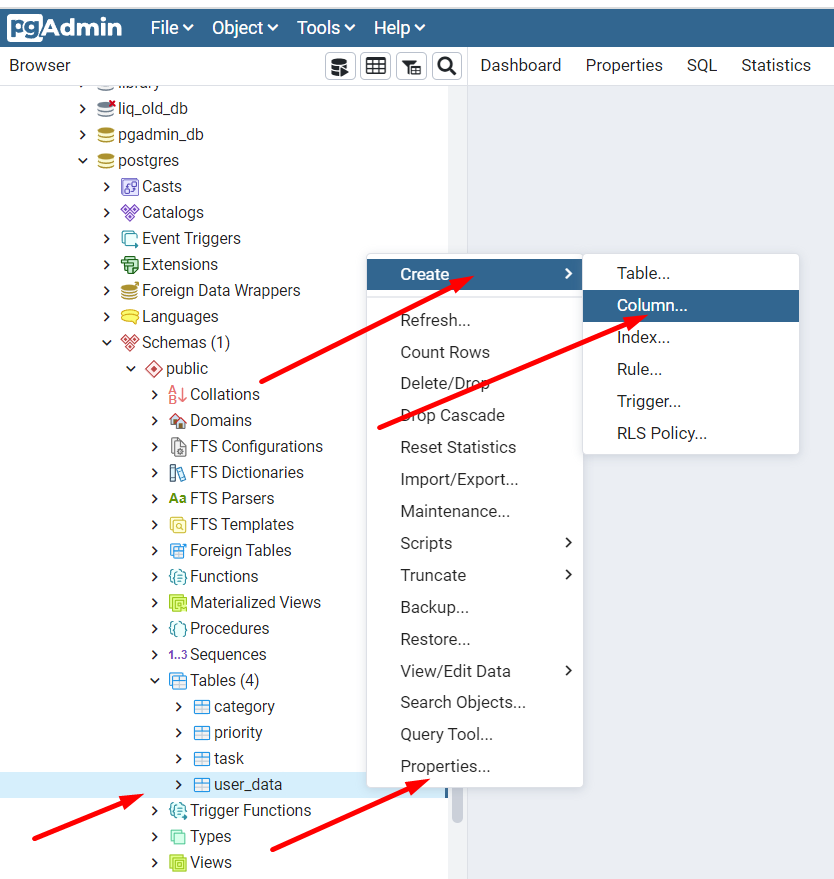 pgAdmin File Object Tools Help
Browser Dashboard Properties SQL Statistics
library
liq_old_db
pgadmin_db
postgres
Casts
Catalogs
Event Triggers
Extensions
Foreign Data Wrappers
Languages
Schemas (1)
public
Collations
Domains
FTS Configurations
FTS Dictionaries
Aa FTS Parsers
FTS Templates
Foreign Tables
Functions
Materialized Views
Procedures
1..3 Sequences
Tables (4)
category
priority
task
user_data
Trigger Functions
Types
Views
Create
Refresh...
Count Rows
Delete/Drop
Drop Cascade
Reset Statistics
Import/Export...
Maintenance...
Scripts
Truncate
Backup...
Restore...
View/Edit Data
Search Objects...
Query Tool...
Properties...
Table...
Column...
Index...
Rule...
Trigger...
RLS Policy...